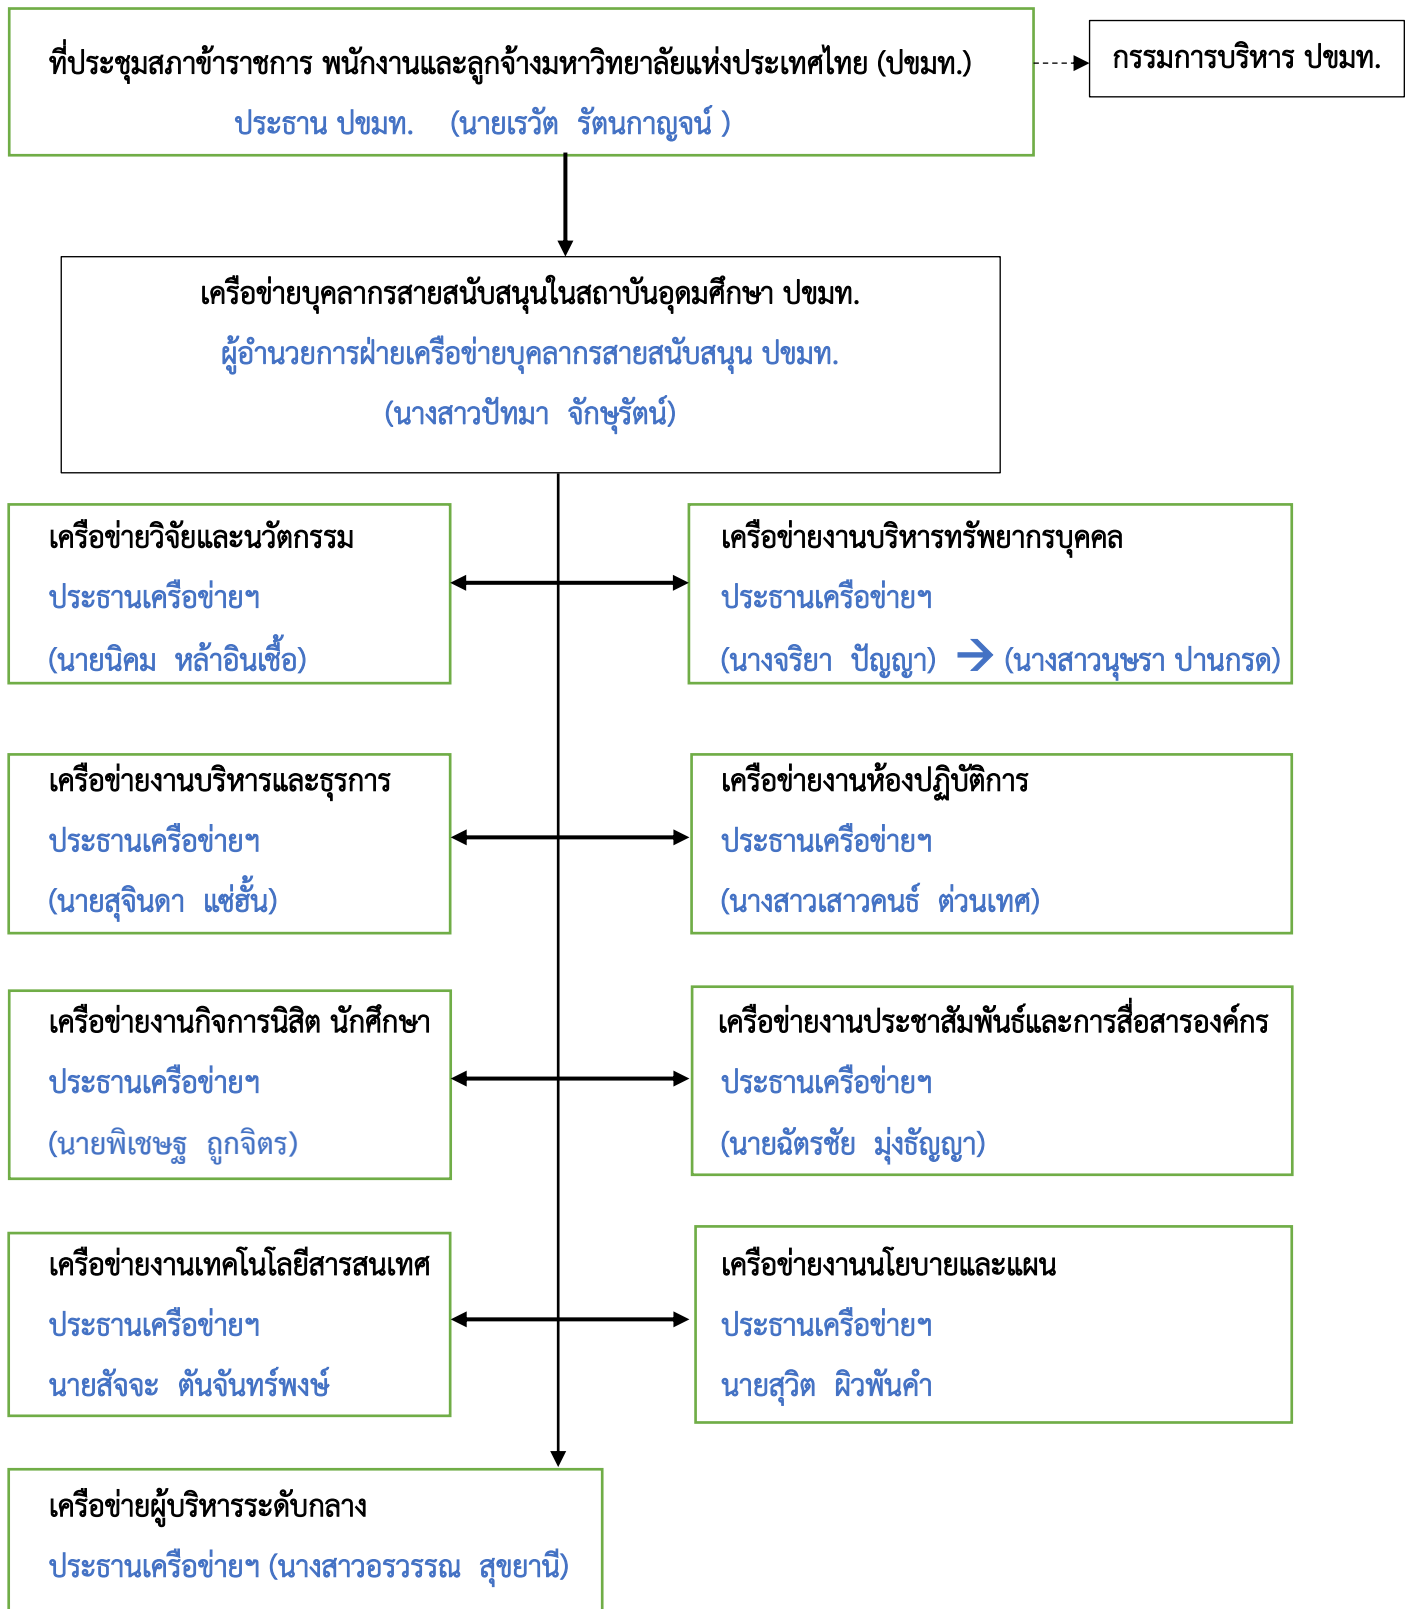 ที่ประชุมสภาข้าราชการ พนักงานและลูกจ้างมหาวิทยาลัยแห่งประเทศไทย (ปขมท.)
ประธาน ปขมท. (นายเรวัต รัตนกาญจน์ )
กรรมการบริหาร ปขมท.
เครือข่ายบุคลากรสายสนับสนุนในสถาบันอุดมศึกษา ปขมท.
ผู้อำนวยการฝ่ายเครือข่ายบุคลากรสายสนับสนุน ปขมท.
(นางสาวปัทมา จักษุรัตน์)
เครือข่ายวิจัยและนวัตกรรม
ประธานเครือข่ายฯ
(นายนิคม หล้าอินเชื้อ)
เครือข่ายงานบริหารทรัพยากรบุคคล
ประธานเครือข่ายฯ
(นางจริยา ปัญญา) → (นางสาวนุษรา ปานกรด)
เครือข่ายงานบริหารและธุรการ
ประธานเครือข่ายฯ
(นายสุจินดา แซ่ฮั้น)
เครือข่ายงานห้องปฏิบัติการ
ประธานเครือข่ายฯ
(นางสาวเสาวคนธ์ ต่วนเทศ)
เครือข่ายงานกิจการนิสิต นักศึกษา
ประธานเครือข่ายฯ
(นายพิเชษฐ ถูกจิตร)
เครือข่ายงานประชาสัมพันธ์และการสื่อสารองค์กร
ประธานเครือข่ายฯ
(นายฉัตรชัย มุ่งธัญญา)
เครือข่ายงานเทคโนโลยีสารสนเทศ
ประธานเครือข่ายฯ
นายสัจจะ ตันจันทร์พงษ์
เครือข่ายงานนโยบายและแผน
ประธานเครือข่ายฯ
นายสุวิต ผิวพันคำ
เครือข่ายผู้บริหารระดับกลาง
ประธานเครือข่ายฯ (นางสาวอรวรรณ สุขยานี)